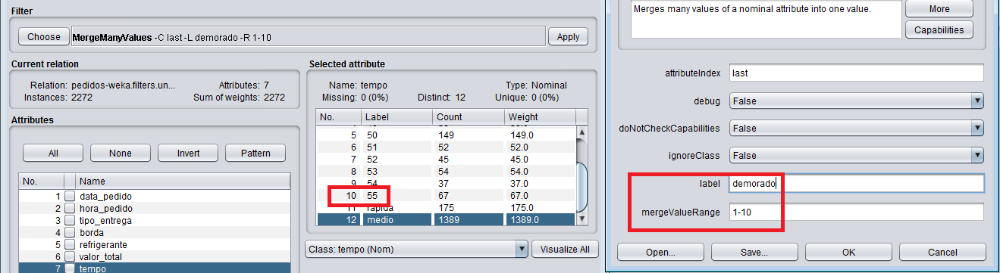 Filter
Choose MergeManyValues -C last -L demorado -R 1-10 Apply
Current relation
Relation: pedidos-weka.filters.un... Attributes: 7
Instances: 2272 Sum of weights: 2272
Attributes
All None Invert Pattern
No. Name
1 data_pedido
2 hora_pedido
3 tipo_entrega
4 borda
5 refrigerante
6 valor_total
7 tempo
Selected attribute
Name: tempo Type: Nominal
Missing: 0 (0%) Distinct: 12 Unique: 0 (0%)
No. Label Count Weight
5 50 149 149.0
6 51 52 52.0
7 52 45 45.0
8 53 54 54.0
9 54 37 37.0
10 55 67 67.0
11 rapida 175 175.0
12 medio 1389 1389.0
Class: tempo (Nom) Visualize All
Merges many values of a nominal attribute into one value.
More
Capabilities
attributeIndex last
debug False
doNotCheckCapabilities False
ignoreClass False
label demorado
mergeValueRange 1-10
Open... Save... OK Cancel